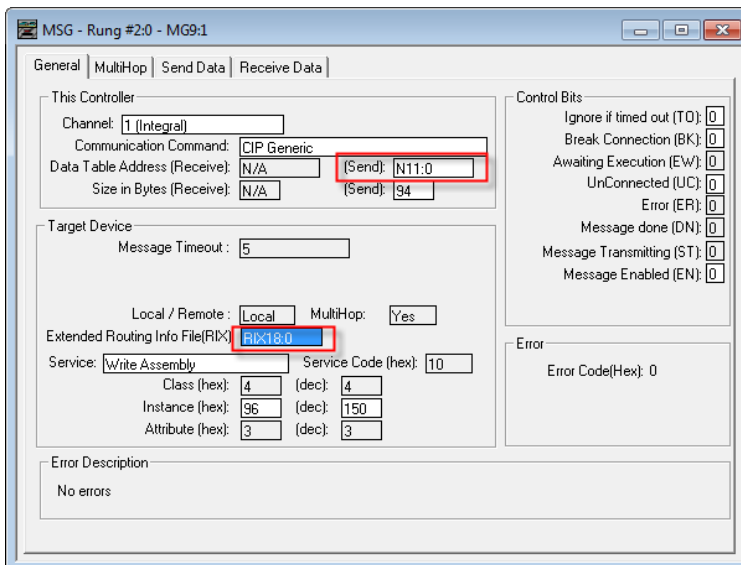 MSG - Rung #2:0 - MG9:1
General MultiHop Send Data Receive Data
This Controller
Channel: 1 (Integral)
Communication Command: CIP Generic
Data Table Address (Receive): N/A (Send): N11:0
Size in Bytes (Receive): N/A (Send): 94
Target Device
Message Timeout : 5
Local / Remote : Local MultiHop: Yes
Extended Routing Info File(RIX) RIX18:0
Service: Write Assembly Service Code (hex): 10
Class (hex): 4 (dec): 4
Instance (hex): 96 (dec): 150
Attribute (hex): 3 (dec): 3
Control Bits
Ignore if timed out (TO): 0
Break Connection (BK): 0
Awaiting Execution (EW): 0
UnConnected (UC): 0
Error (ER): 0
Message done (DN): 0
Message Transmitting (ST): 0
Message Enabled (EN): 0
Error
Error Code(Hex): 0
Error Description
No errors